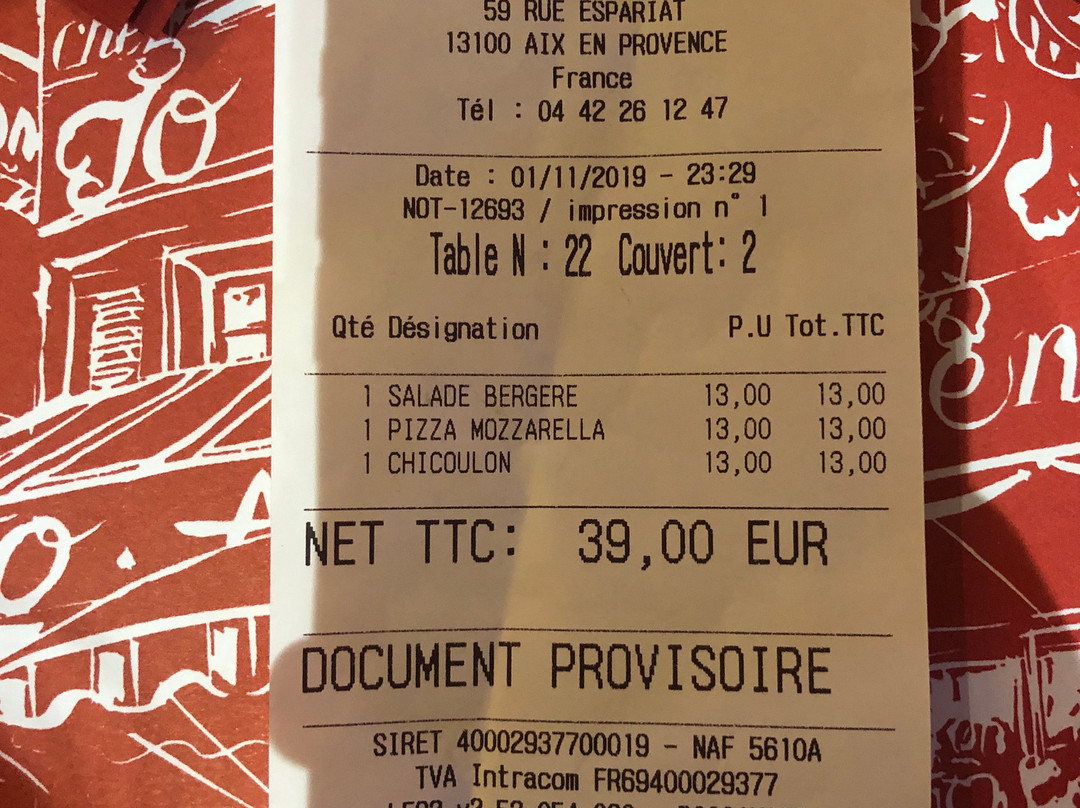 chez
Jo
59 RUE ESPARIAT
13100 AIX EN PROVENCE
France
Tél : 04 42 26 12 47
Date : 01/11/2019 - 23:29
NOT-12693 / impression n° 1
Table N : 22 Couvert: 2
Qté Désignation P.U Tot.TTC
1 SALADE BERGERE 13,00 13,00
1 PIZZA MOZZARELLA 13,00 13,00
1 CHICOULON 13,00 13,00
NET TTC: 39,00 EUR
DOCUMENT PROVISOIRE
SIRET 40002937700019 - NAF 5610A
TVA Intracom FR69400029377